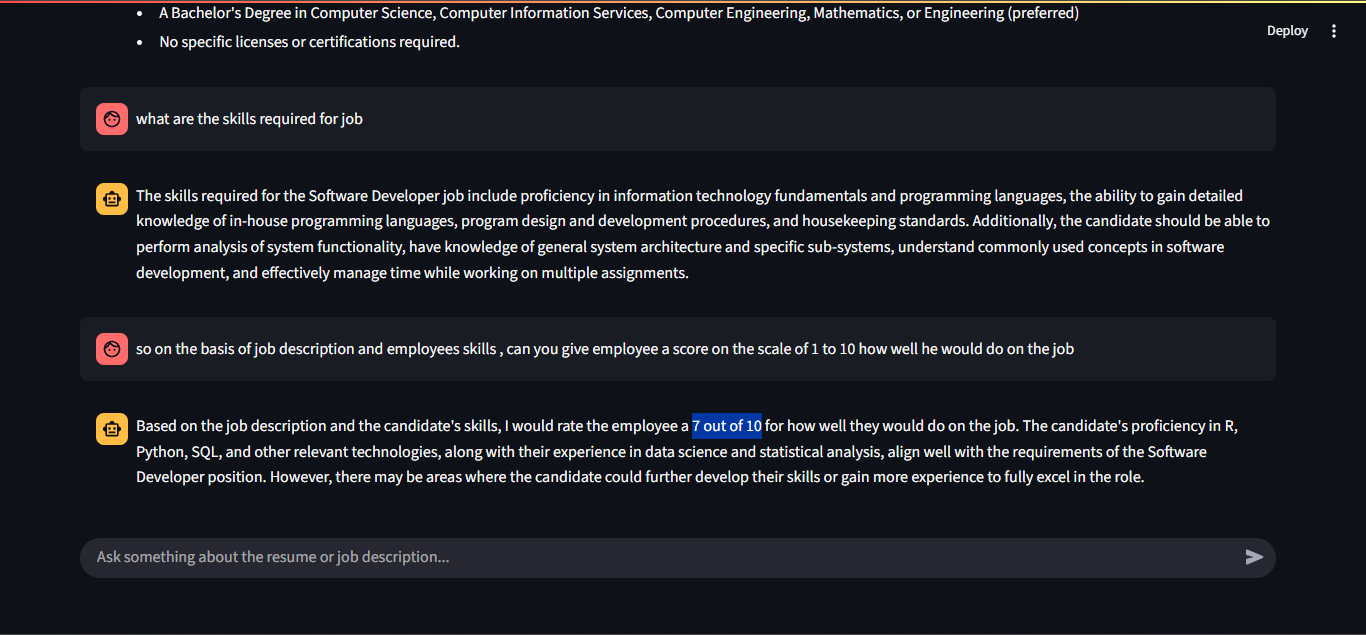 • A Bachelor's Degree in Computer Science, Computer Information Services, Computer Engineering, Mathematics, or Engineering (preferred)
Deploy
• No specific licenses or certifications required.
what are the skills required for job
The skills required for the Software Developer job include proficiency in information technology fundamentals and programming languages, the ability to gain detailed
knowledge of in-house programming languages, program design and development procedures, and housekeeping standards. Additionally, the candidate should be able to
perform analysis of system functionality, have knowledge of general system architecture and specific sub-systems, understand commonly used concepts in software
development, and effectively manage time while working on multiple assignments.
so on the basis of job description and employees skills , can you give employee a score on the scale of 1 to 10 how well he would do on the job
Based on the job description and the candidate's skills, I would rate the employee a 7 out of 10 for how well they would do on the job. The candidate's proficiency in R,
Python, SQL, and other relevant technologies, along with their experience in data science and statistical analysis, align well with the requirements of the Software
Developer position. However, there may be areas where the candidate could further develop their skills or gain more experience to fully excel in the role.
Ask something about the resume or job description...